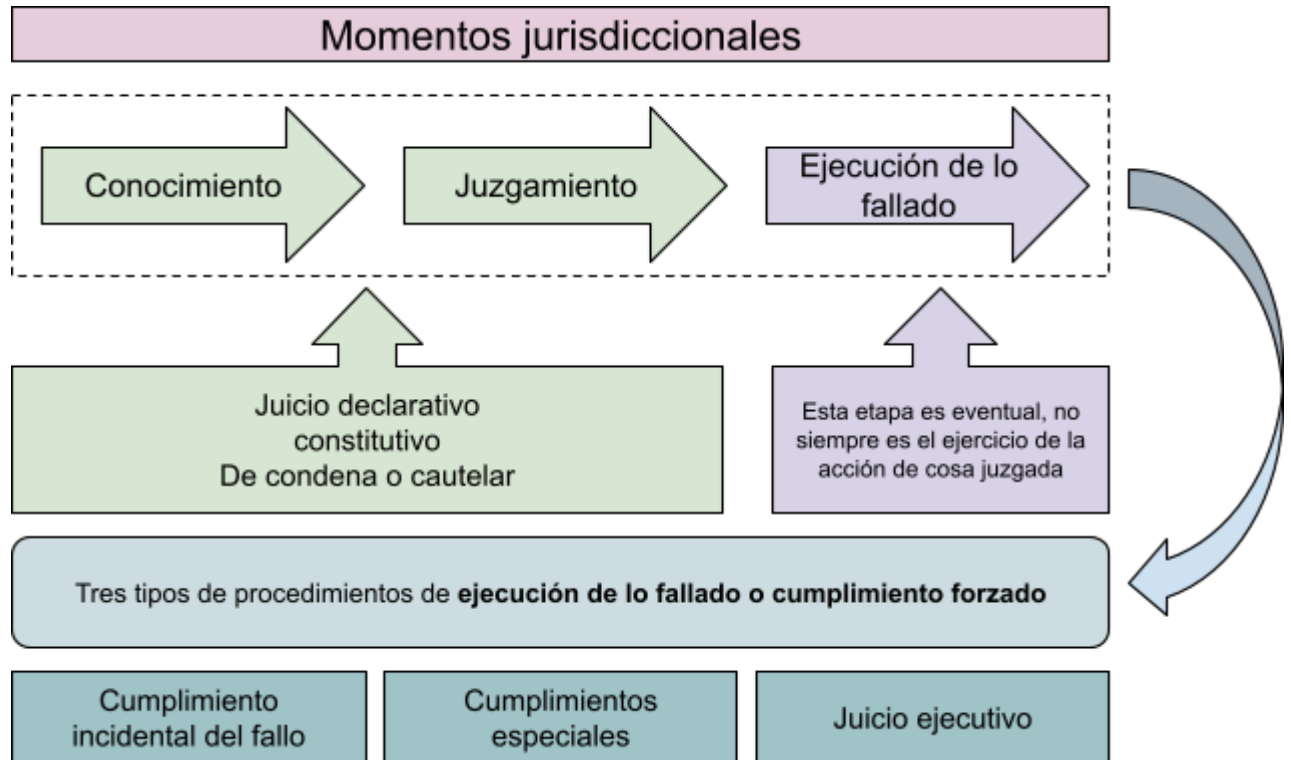 Momentos jurisdiccionales
Conocimiento
Juzgamiento
Ejecución de lo
fallado
Juicio declarativo
constitutivo
De condena o cautelar
Esta etapa es eventual, no
siempre es el ejercicio de la
acción de cosa juzgada
Tres tipos de procedimientos de ejecución de lo fallado o cumplimiento forzado
Cumplimiento
incidental del fallo
Cumplimientos
especiales
Juicio ejecutivo